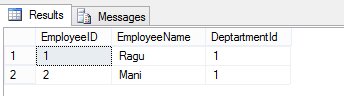 Results Messages
EmployeeID EmployeeName DeptartmentId
1 1 Ragu 1
2 2 Mani 1